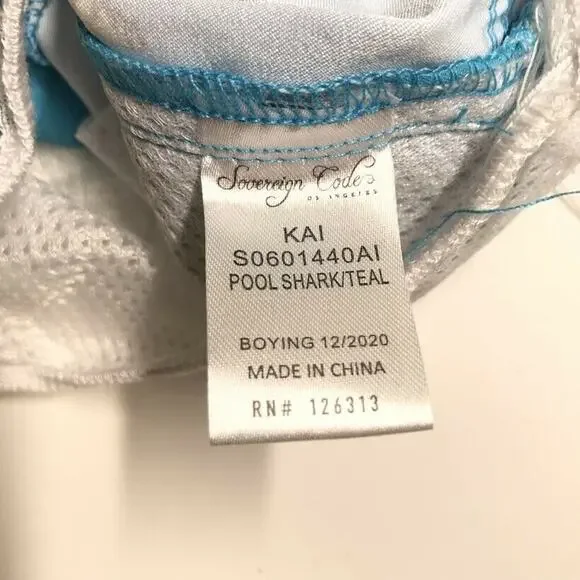 Sovereign Code
LOS ANGELES
KAI
S0601440AI
POOL SHARK/TEAL
BOYING 12/2020
MADE IN CHINA
RN# 126313